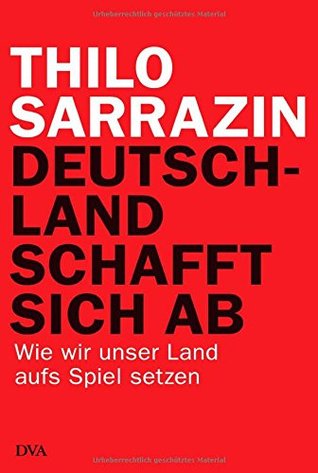 Urheberrechtlich geschütztes Material
THILO
SARRAZIN
DEUTSCH-
LAND
SCHAFFT
SICH AB
Wie wir unser Land
aufs Spiel setzen
DVA
Urheberrechtlich geschütztes Material